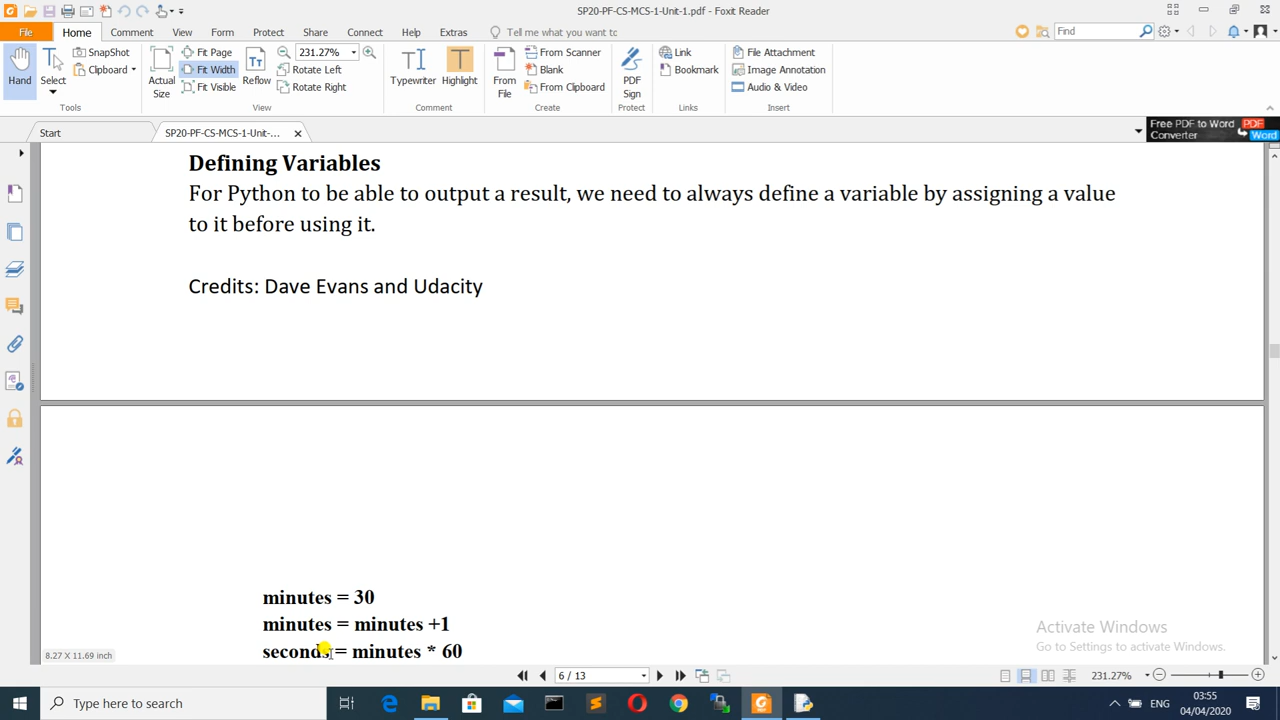 SP20-PF-CS-MCS-1-Unit-1.pdf - Foxit Reader
File Home Comment View Form Protect Share Connect Help Extras Tell me what you want to do Find
Hand
Select
SnapShot
Clipboard
Tools
Actual Size
Fit Page
Fit Width
Fit Visible
Reflow
231.27%
Rotate Left
Rotate Right
View
Typewriter
Highlight
Comment
From File
From Scanner
Blank
From Clipboard
Create
PDF Sign
Protect
Link
Bookmark
Links
File Attachment
Image Annotation
Audio & Video
Insert
Start SP20-PF-CS-MCS-1-Unit-...
Free PDF to Word Converter
PDF
Word
Defining Variables
For Python to be able to output a result, we need to always define a variable by assigning a value
to it before using it.
Credits: Dave Evans and Udacity
minutes = 30
minutes = minutes +1
seconds = minutes * 60
Activate Windows
Go to Settings to activate Windows.
8.27 X 11.69 inch
6 / 13
231.27%
Type here to search
ENG
03:55
04/04/2020